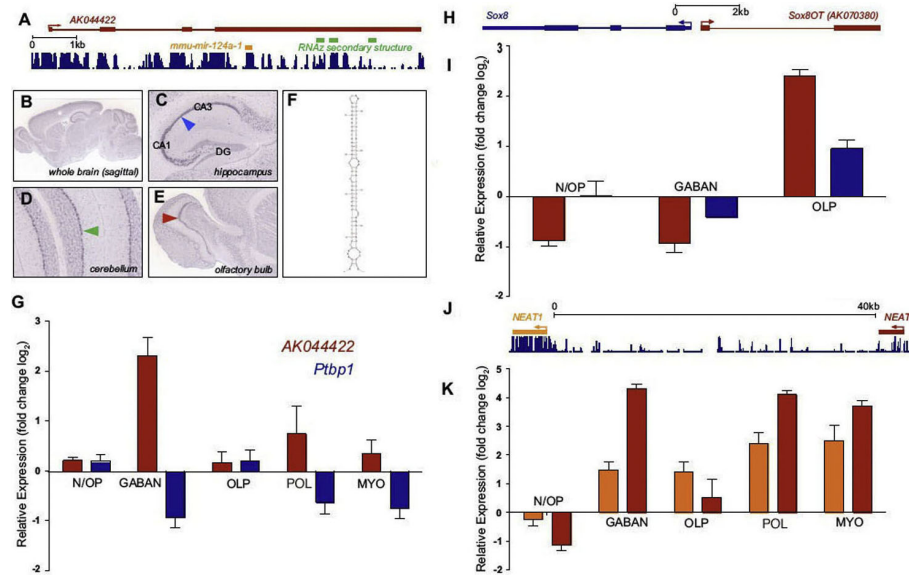 A
AK044422
0 1kb
mmu-mir-124a-1
RNAz secondary structure
B
whole brain (sagittal)
C
CA3
CA1
DG
hippocampus
D
cerebellum
E
olfactory bulb
F
G
Relative Expression (fold change log2)
3
2
1
0
-1
-2
AK044422
Ptbp1
N/OP GABAN OLP POL MYO
H
Sox8
0 2kb
Sox8OT (AK070380)
I
Relative Expression (fold change log2)
3
2
1
0
-1
-2
N/OP
GABAN
OLP
J
NEAT1
0 40kb
NEAT
K
Relative Expression (fold change log2)
5
4
3
2
1
0
-1
-2
N/OP
GABAN OLP POL MYO